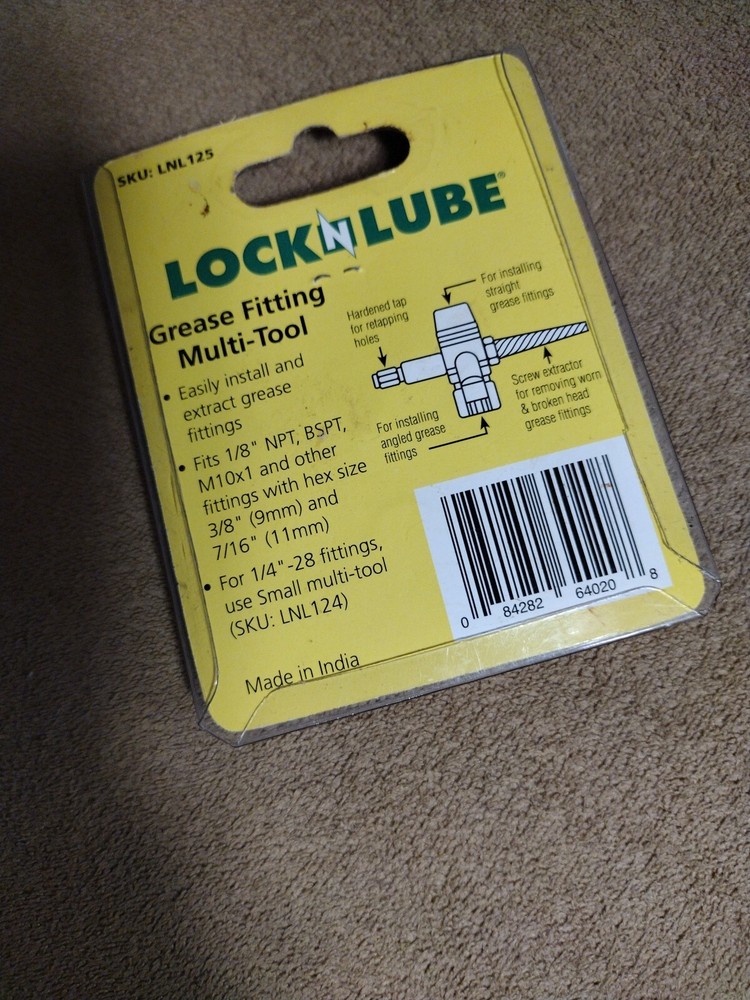 SKU: LNL125
LOCKNLUBE®
Grease Fitting
Multi-Tool
• Easily install and
extract grease
fittings
• Fits 1/8" NPT, BSPT,
M10x1 and other
fittings with hex size
3/8" (9mm) and
7/16" (11mm)
• For 1/4"-28 fittings,
use Small multi-tool
(SKU: LNL124)
Made in India
Hardened tap
for retapping
holes
For installing
straight
grease fittings
For installing
angled grease
fittings
Screw extractor
for removing worn
& broken head
grease fittings
0 84282 64020 8